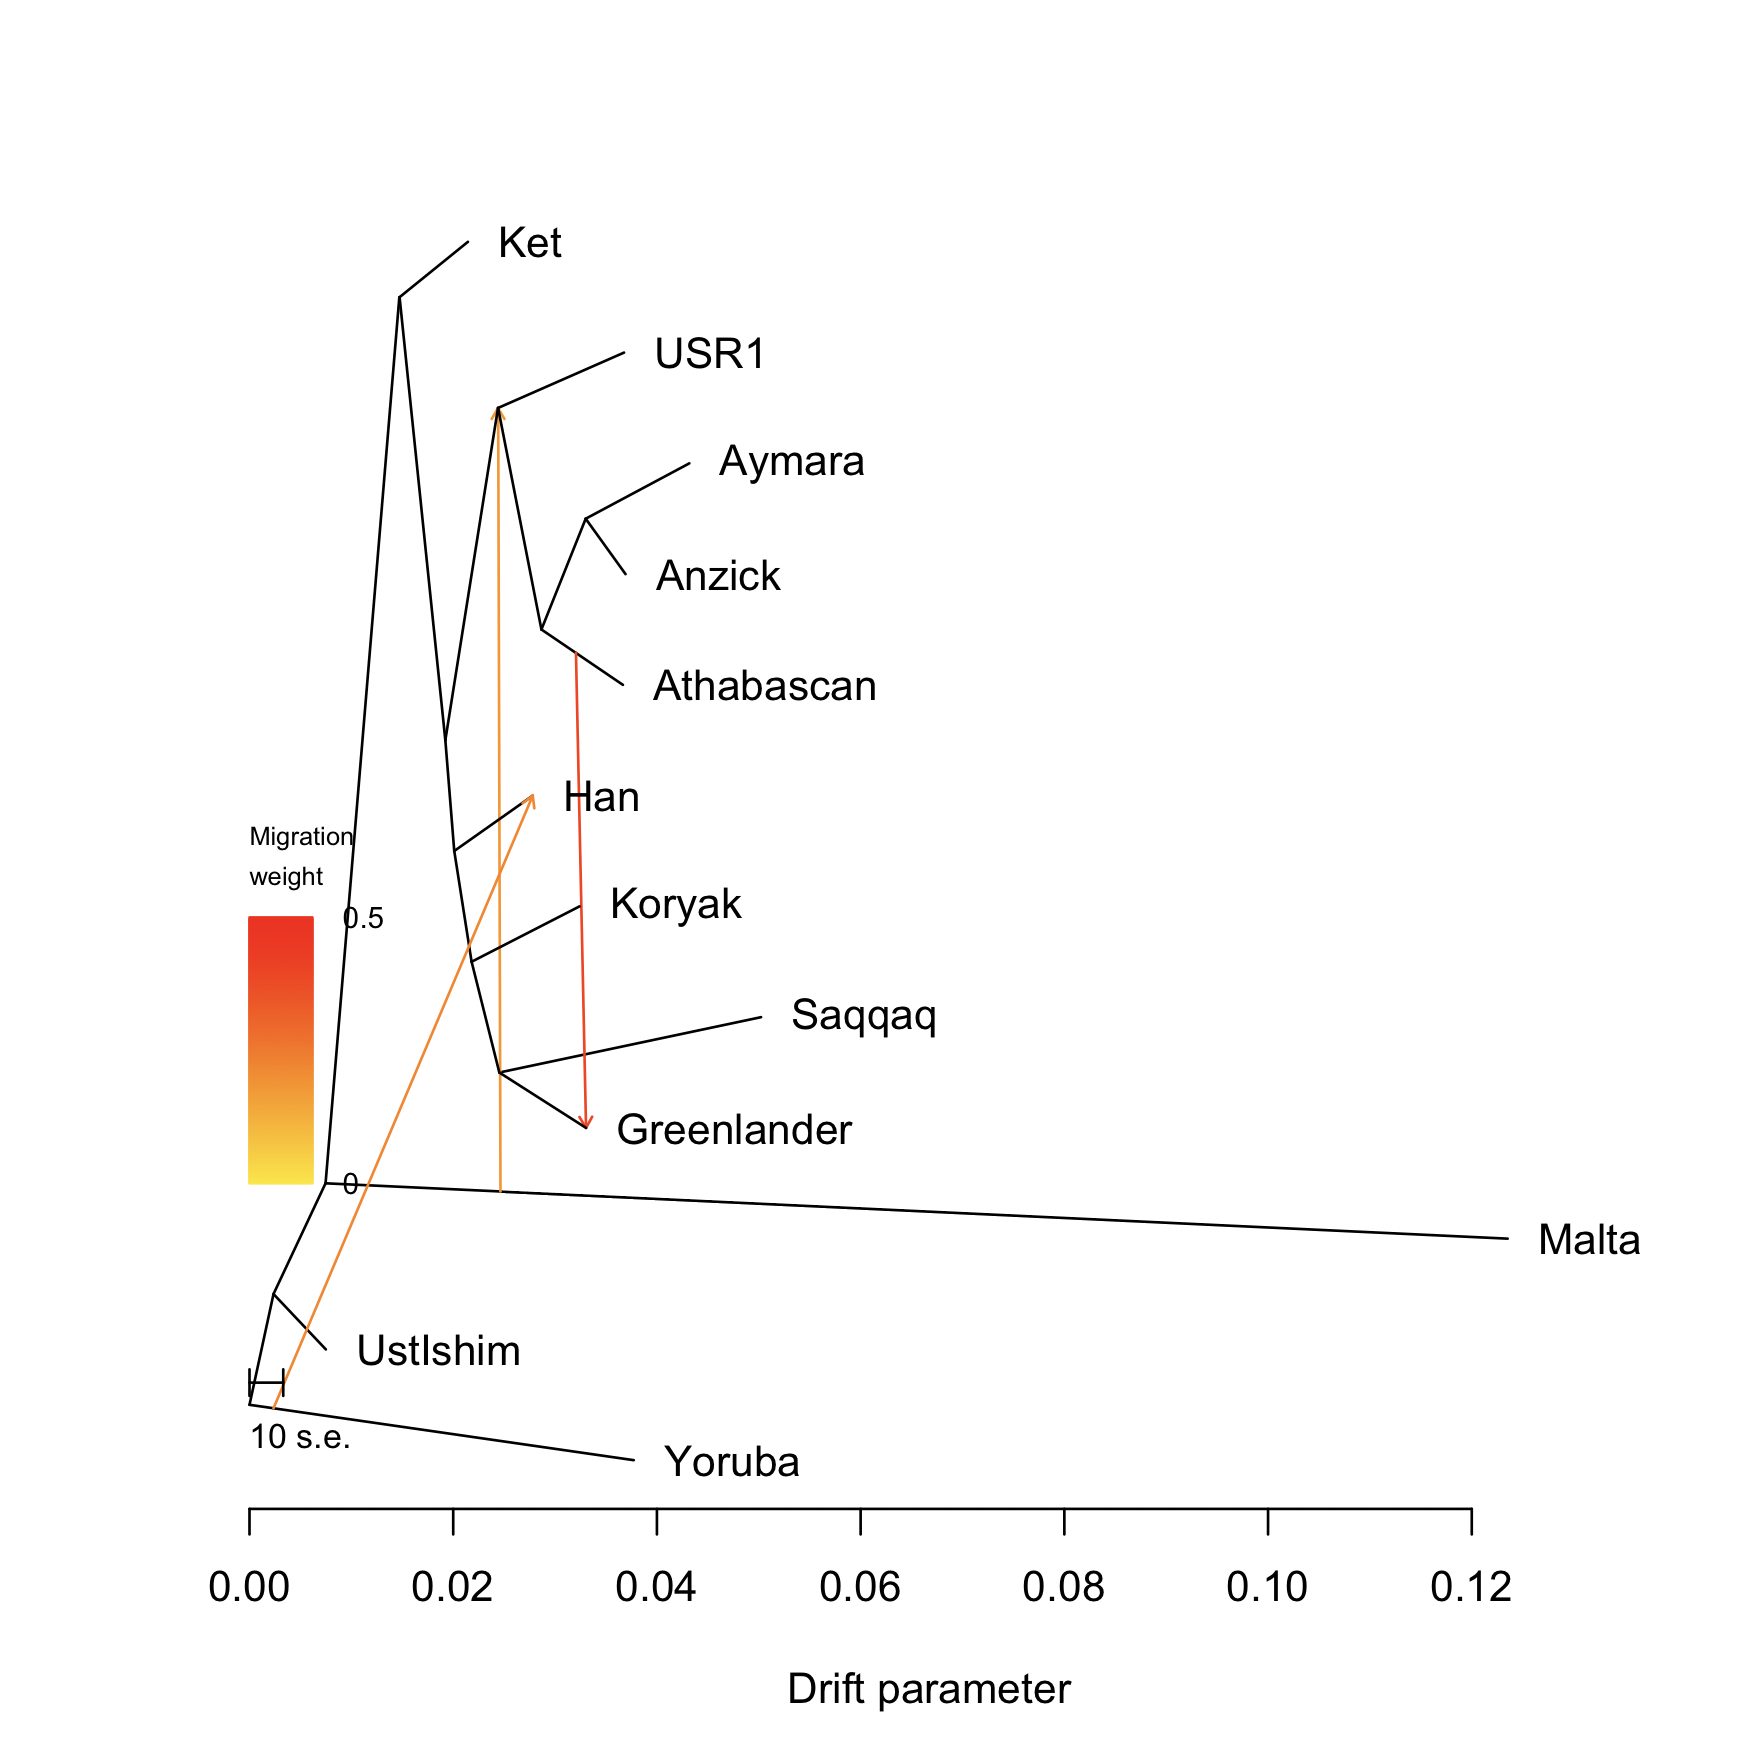 Ket
USR1
Aymara
Anzick
Athabascan
Han
Migration
weight
Koryak
0.5
Saqqaq
Greenlander
0
Malta
UstIshim
10 s.e.
Yoruba
0.00 0.02 0.04 0.06 0.08 0.10 0.12
Drift parameter